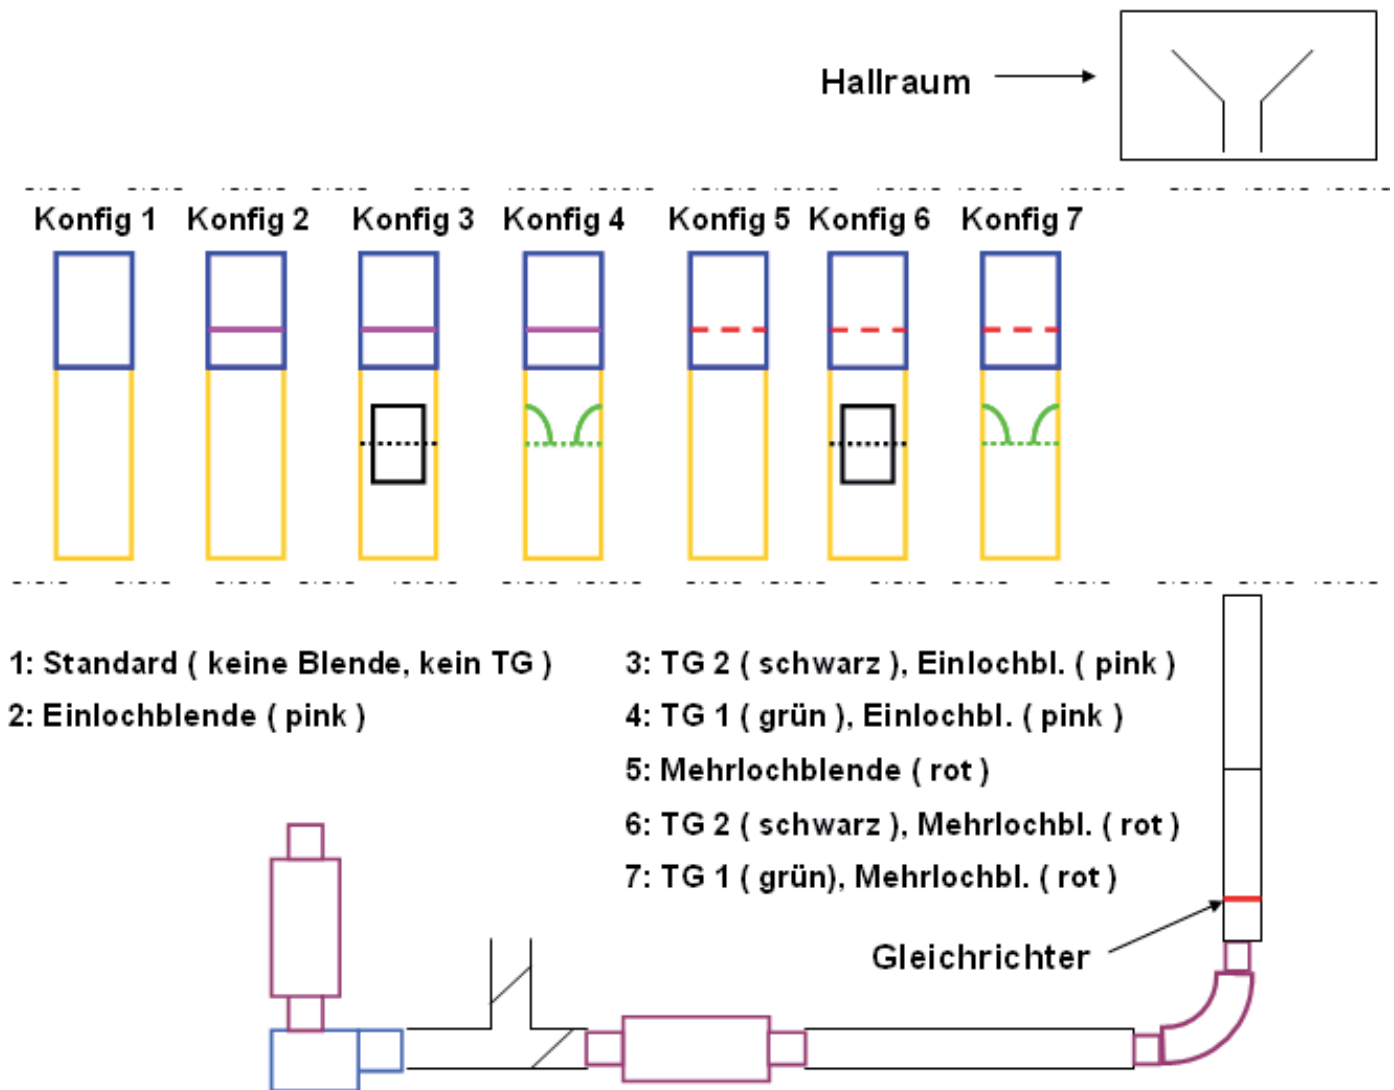 Hallraum
Konfig 1 Konfig 2 Konfig 3 Konfig 4 Konfig 5 Konfig 6 Konfig 7
1: Standard ( keine Blende, kein TG )
2: Einlochblende ( pink )
3: TG 2 ( schwarz ), Einlochbl. ( pink )
4: TG 1 ( grün ), Einlochbl. ( pink )
5: Mehrlochblende ( rot )
6: TG 2 ( schwarz ), Mehrlochbl. ( rot )
7: TG 1 ( grün), Mehrlochbl. ( rot )
Gleichrichter